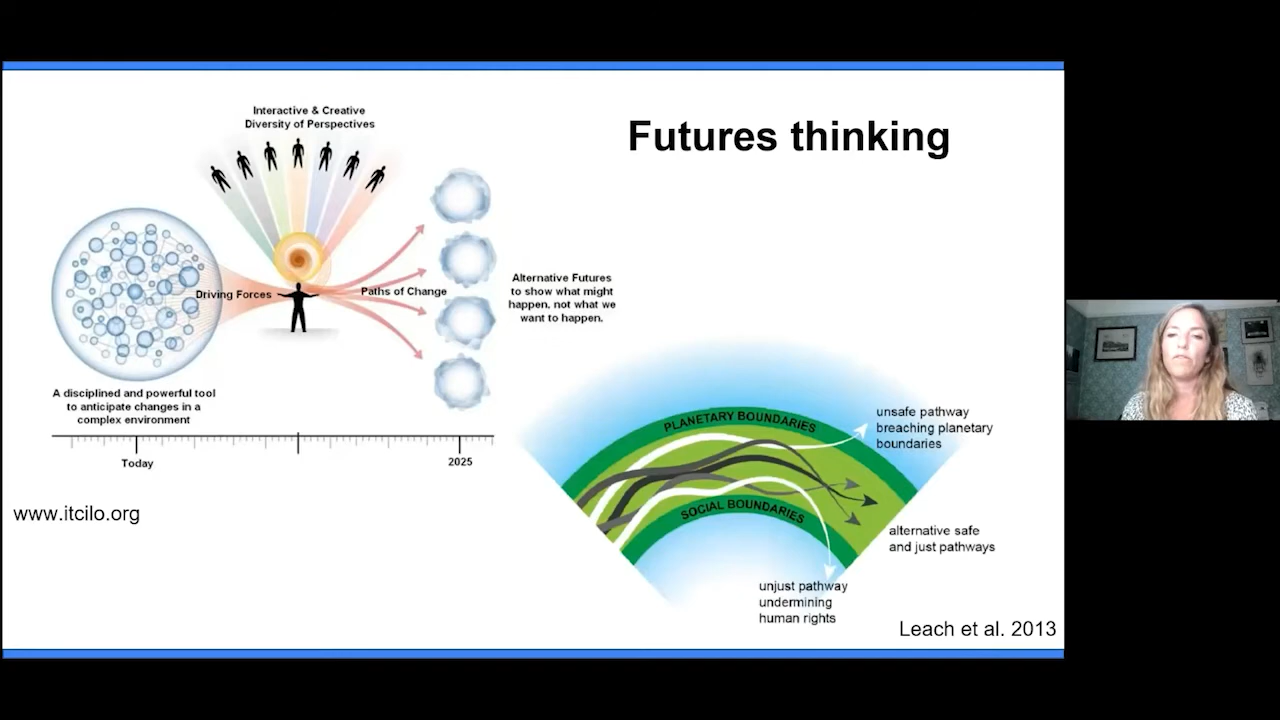 Futures thinking
Interactive & Creative
Diversity of Perspectives
Driving Forces
Paths of Change
Alternative Futures
to show what might
happen, not what we
want to happen.
A disciplined and powerful tool
to anticipate changes in a
complex environment
Today
2025
www.itcilo.org
PLANETARY BOUNDARIES
SOCIAL BOUNDARIES
unsafe pathway
breaching planetary
boundaries
alternative safe
and just pathways
unjust pathway
undermining
human rights
Leach et al. 2013